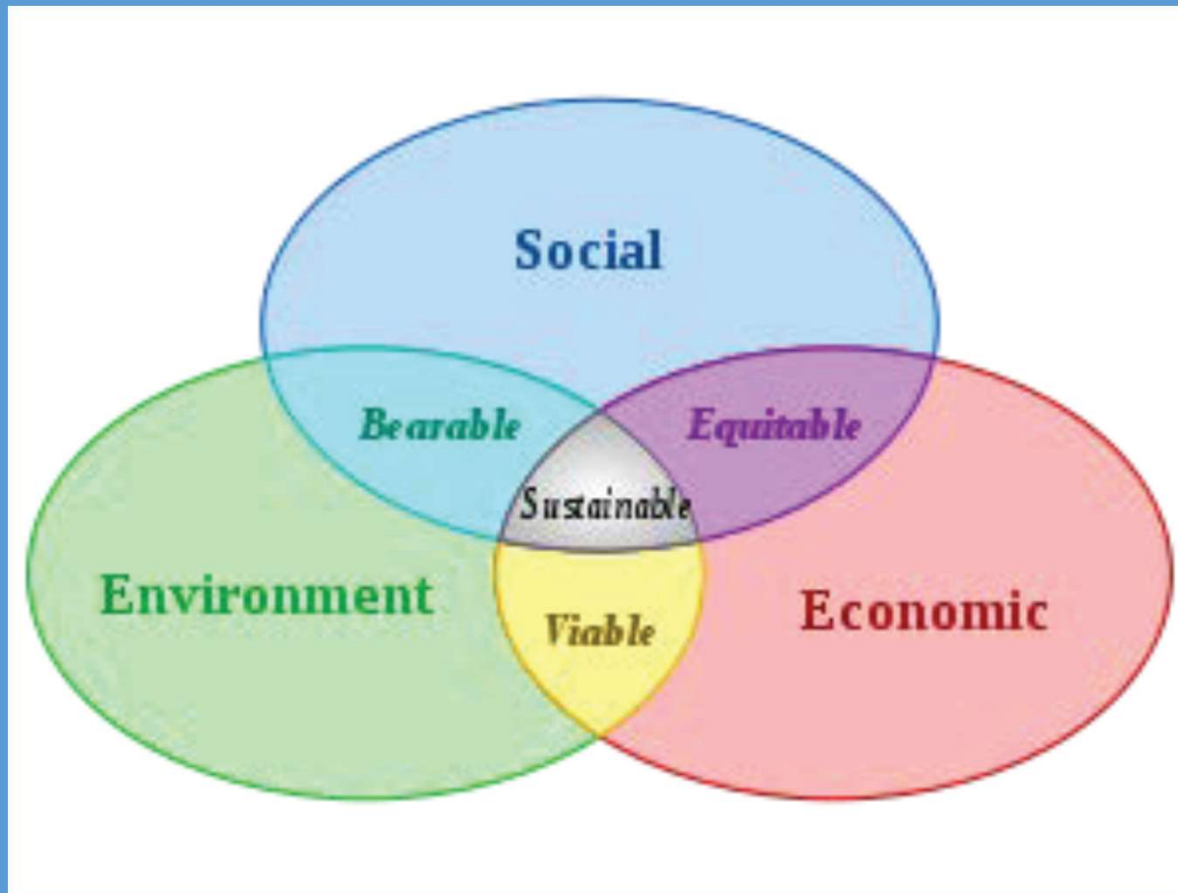 Social
Bearable
Equitable
Sustainable
Environment
Economic
Viable